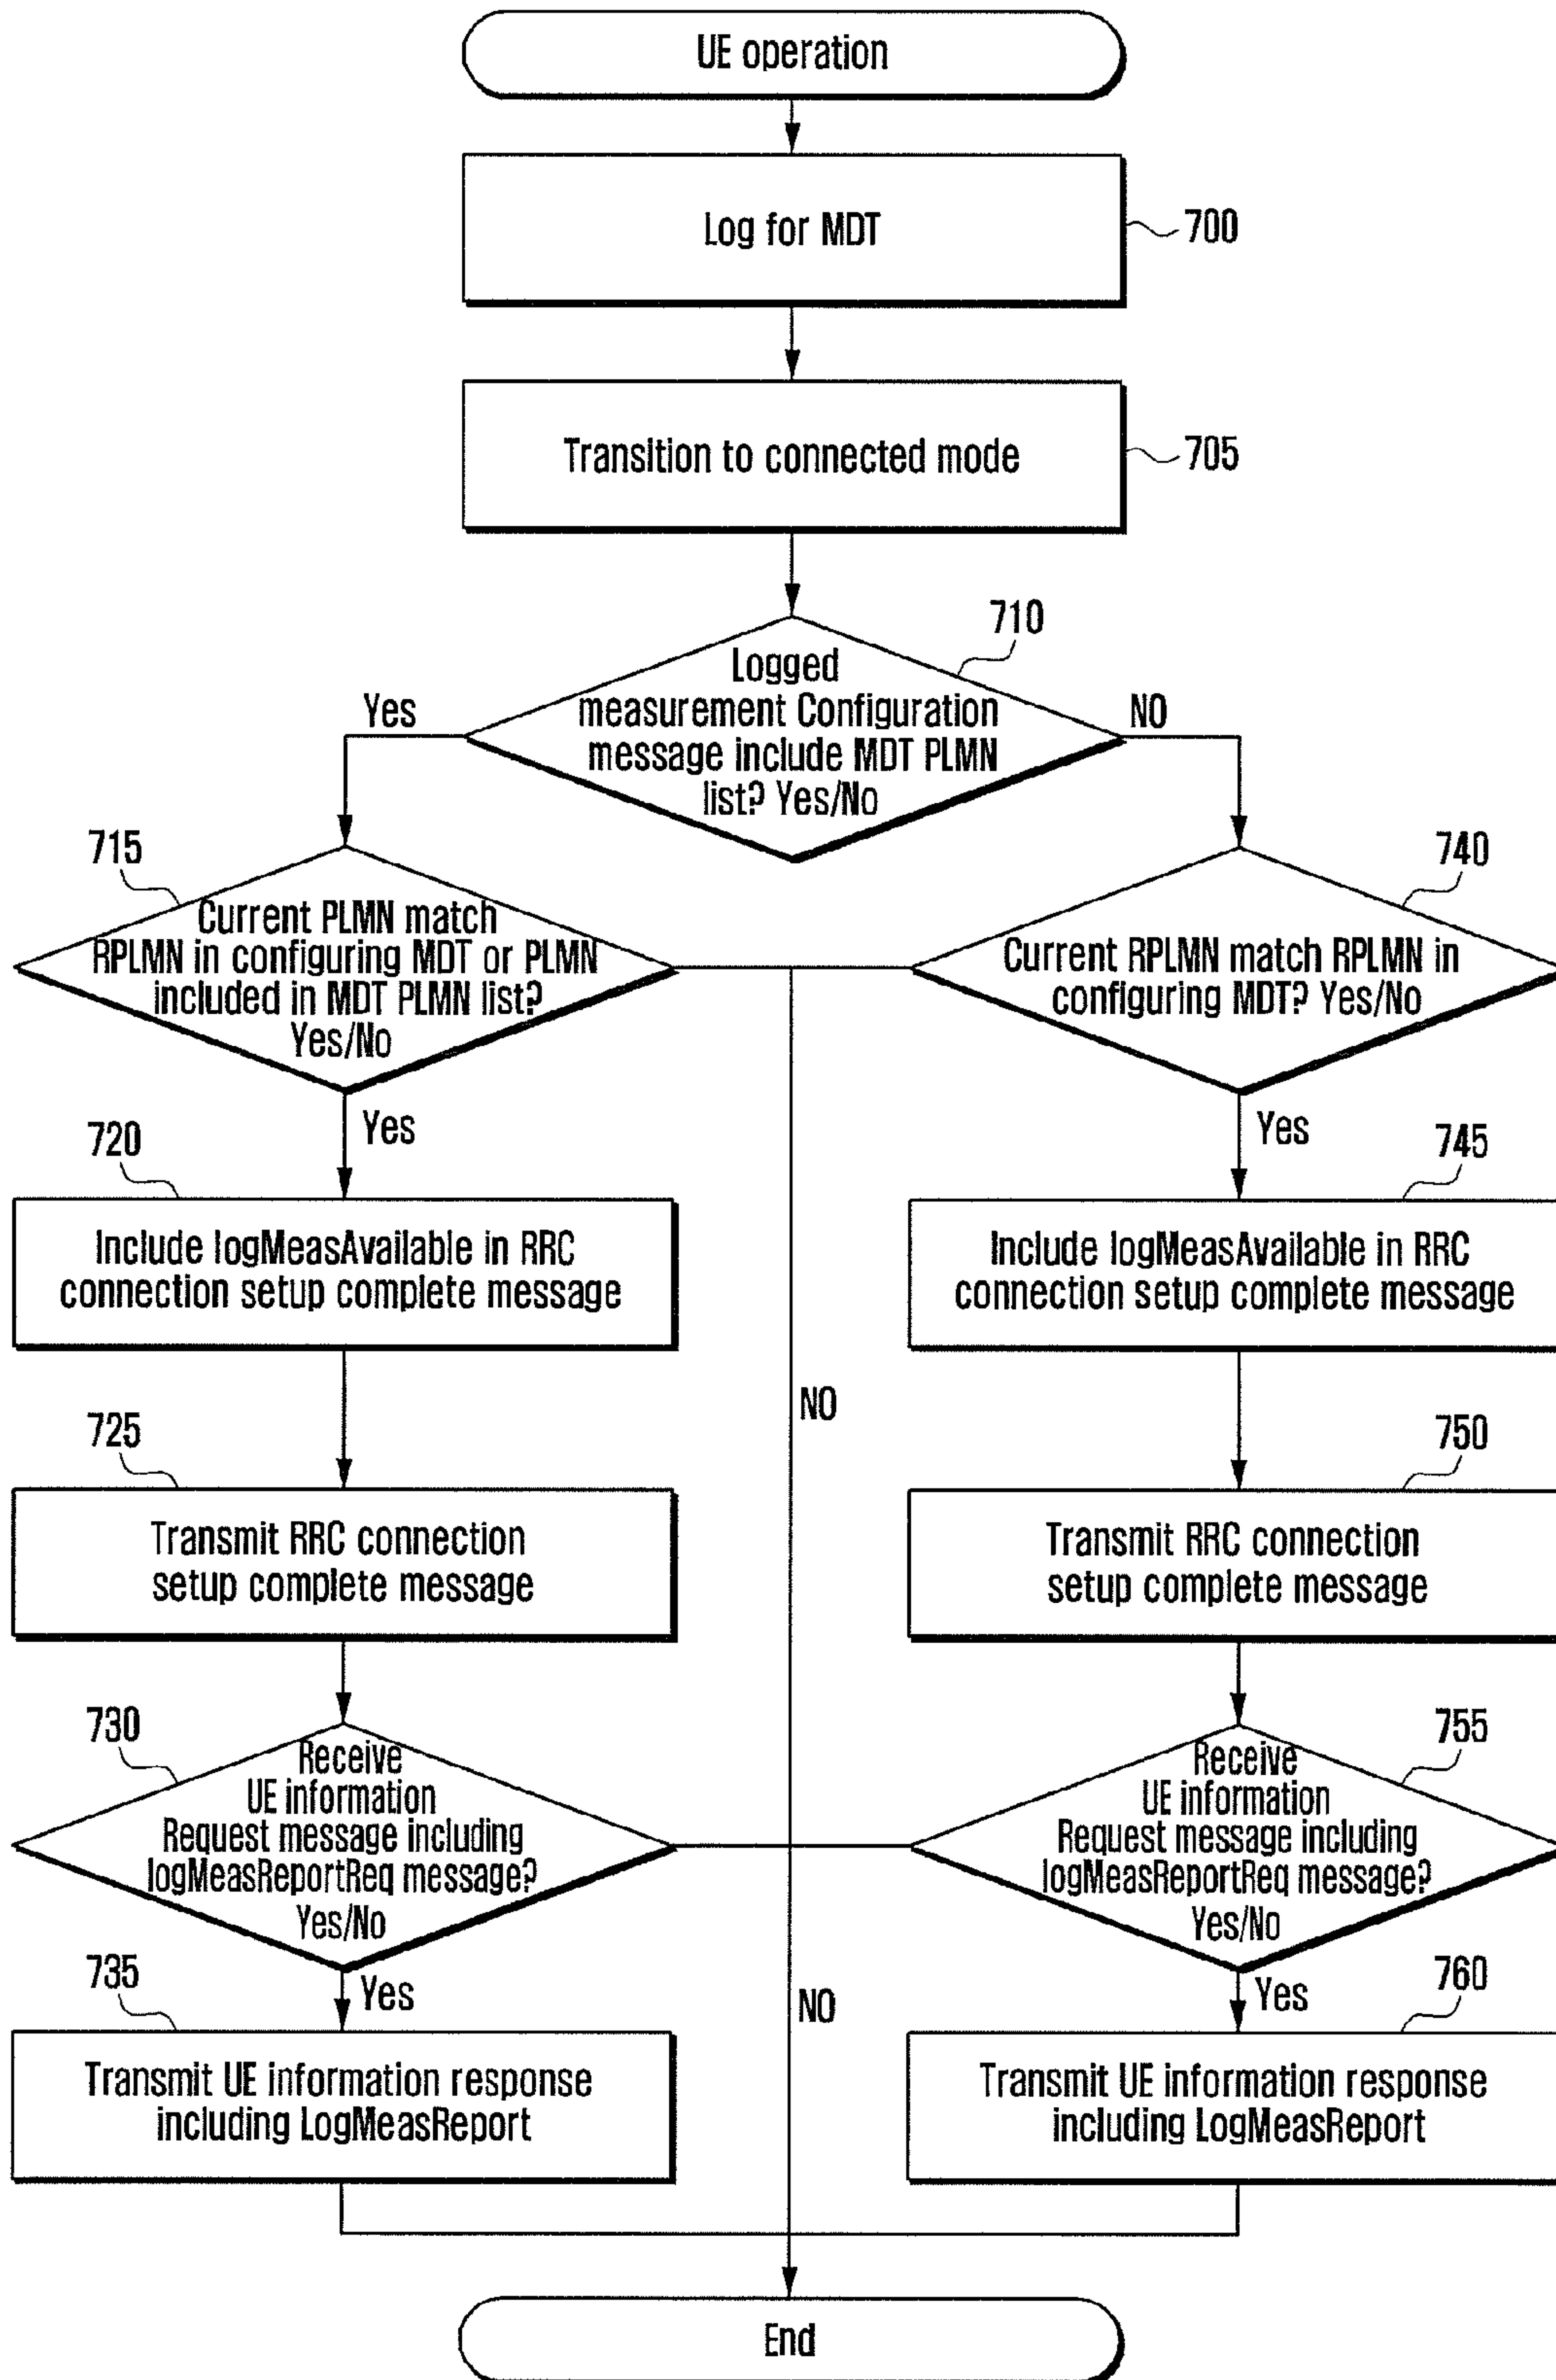 UE operation
Log for MDT
700
Transition to connected mode
705
710
Logged
measurement Configuration
message include MDT PLMN
list? Yes/No
Yes
NO
715
Current PLMN match
RPLMN in configuring MDT or PLMN
included in MDT PLMN list?
Yes/No
740
Current RPLMN match RPLMN in
configuring MDT? Yes/No
Yes
Yes
720
Include logMeasAvailable in RRC
connection setup complete message
745
Include logMeasAvailable in RRC
connection setup complete message
NO
725
Transmit RRC connection
setup complete message
750
Transmit RRC connection
setup complete message
730
Receive
UE information
Request message including
logMeasReportReq message?
Yes/No
755
Receive
UE information
Request message including
logMeasReportReq message?
Yes/No
Yes
NO
Yes
735
Transmit UE information response
including LogMeasReport
760
Transmit UE information response
including LogMeasReport
End